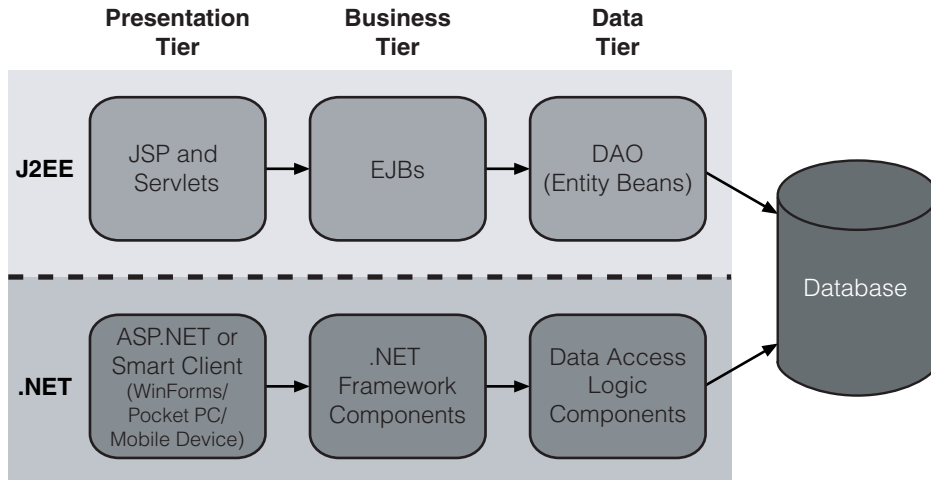 Presentation
Tier
Business
Tier
Data
Tier
J2EE
JSP and
Servlets
EJBs
DAO
(Entity Beans)
Database
.NET
ASP.NET or
Smart Client
(WinForms/
Pocket PC/
Mobile Device)
.NET
Framework
Components
Data Access
Logic
Components